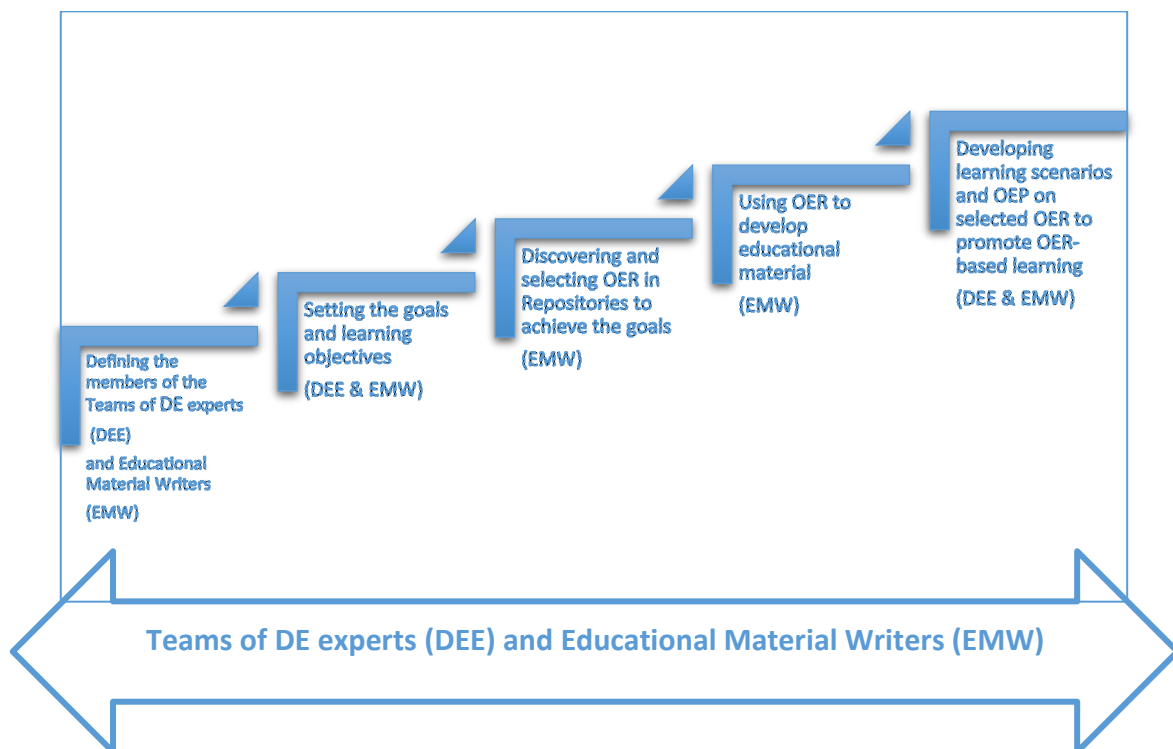 Defining the
members of the
Teams of DE experts
(DEE)
and Educational
Material Writers
(EMW)
Setting the goals
and learning
objectives
(DEE & EMW)
Discovering and
selecting OER in
Repositories to
achieve the goals
(EMW)
Using OER to
develop
educational
material
(EMW)
Developing
learning scenarios
and OEP on
selected OER to
promote OER-
based learning
(DEE & EMW)
Teams of DE experts (DEE) and Educational Material Writers (EMW)